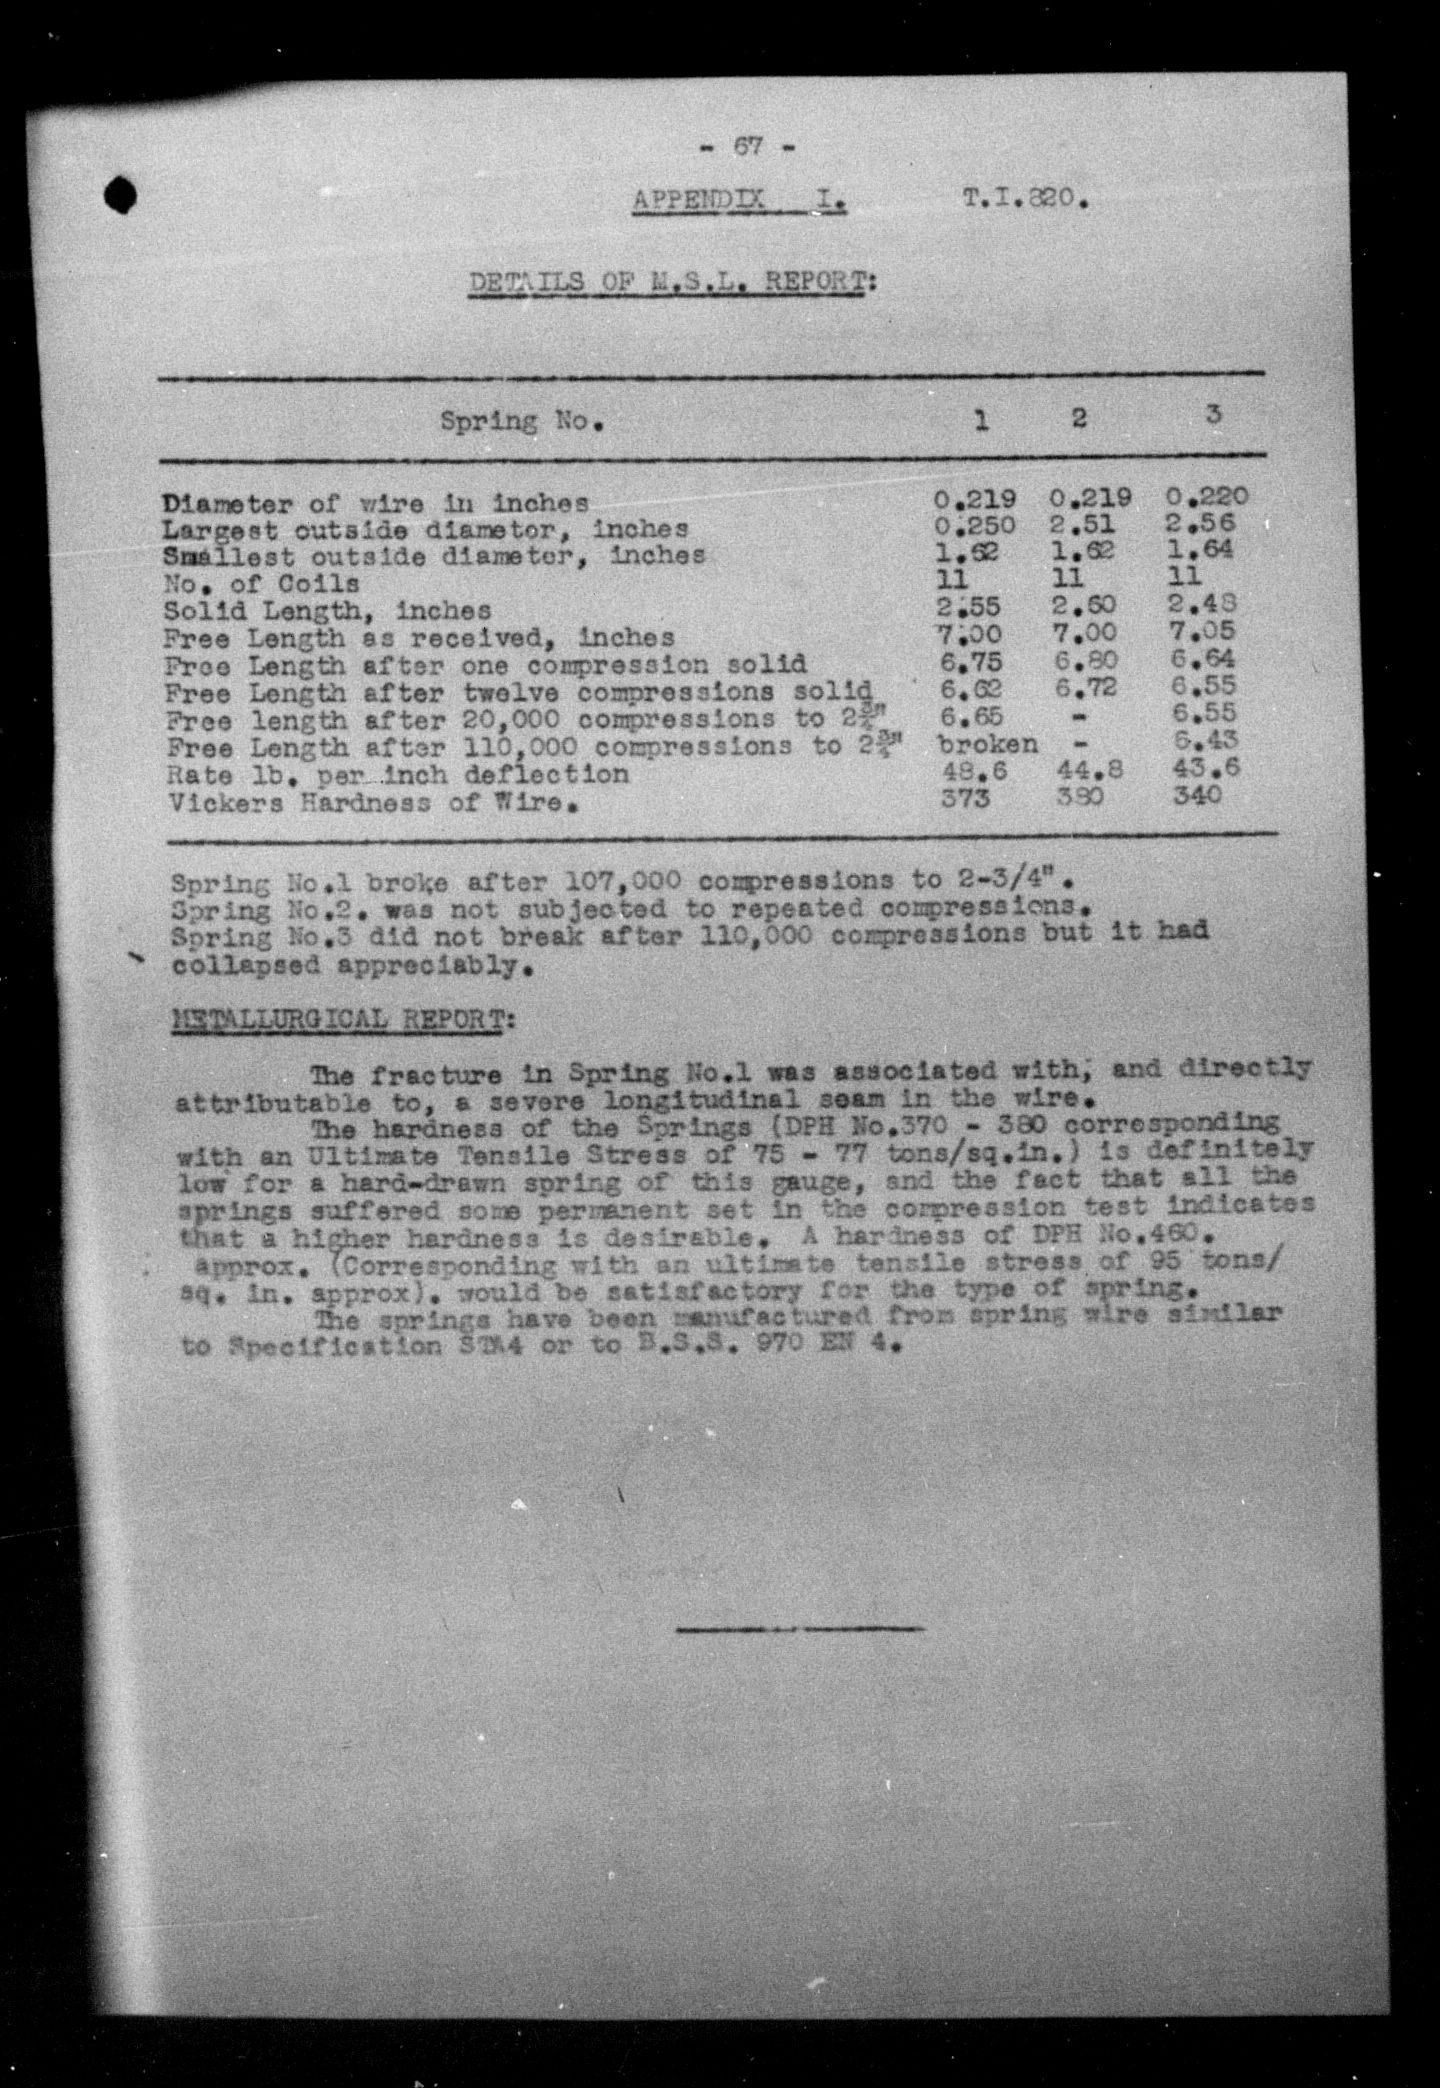 - 67 -
APPENDIX I. T.I.820.
DETAILS OF M.S.L. REPORT:
Spring No. 1 2 3
Diameter of wire in inches 0.219 0.219 0.220
Largest outside diameter, inches 0.250 2.51 2.56
Smallest outside diameter, inches 1.62 1.62 1.64
No. of Coils 11 11 11
Solid Length, inches 2.55 2.60 2.48
Free Length as received, inches 7.00 7.00 7.05
Free Length after one compression solid 6.75 6.80 6.64
Free Length after twelve compressions solid 6.62 6.72 6.55
Free length after 20,000 compressions to 2¾" 6.65 - 6.55
Free Length after 110,000 compressions to 2¾" broken - 6.43
Rate lb. per inch deflection 48.6 44.8 43.6
Vickers Hardness of Wire. 373 380 340
Spring No.1 broke after 107,000 compressions to 2-3/4".
Spring No.2. was not subjected to repeated compressions.
Spring No.3 did not break after 110,000 compressions but it had
collapsed appreciably.
METALLURGICAL REPORT:
The fracture in Spring No.1 was associated with, and directly
attributable to, a severe longitudinal seam in the wire.
The hardness of the Springs (DPH No.370 - 380 corresponding
with an Ultimate Tensile Stress of 75 - 77 tons/sq.in.) is definitely
low for a hard-drawn spring of this gauge, and the fact that all the
springs suffered some permanent set in the compression test indicates
that a higher hardness is desirable. A hardness of DPH No.460.
approx. (Corresponding with an ultimate tensile stress of 95 tons/
sq. in. approx). would be satisfactory for the type of spring.
The springs have been manufactured from spring wire similar
to Specification STA4 or to B.S.S. 970 EN 4.